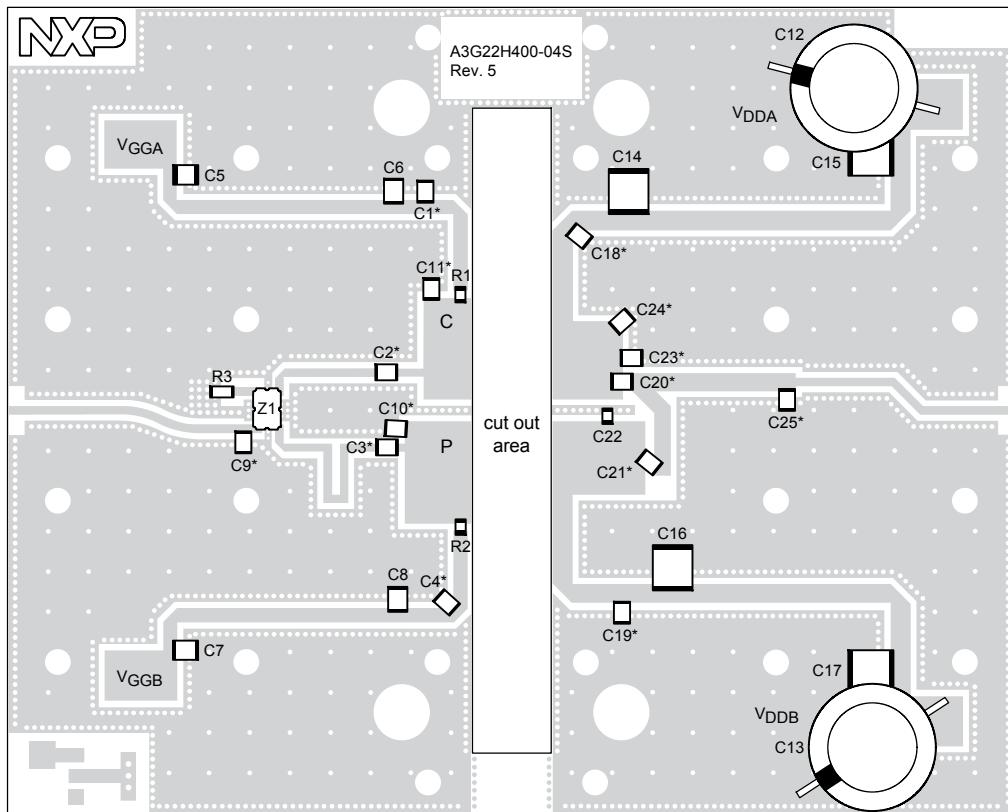 NXP
A3G22H400-04S
Rev. 5
C12
VDDA
C15
VGGA
C5
C6
C1*
C14
C18*
C11*
R1
C
C24*
C2*
C23*
R3
C20*
Z1
C10*
C25*
C22
cut out
area
C9*
C3*
P
C21*
R2
C16
C8
C4*
C19*
C7
VGGB
C17
VDDB
C13